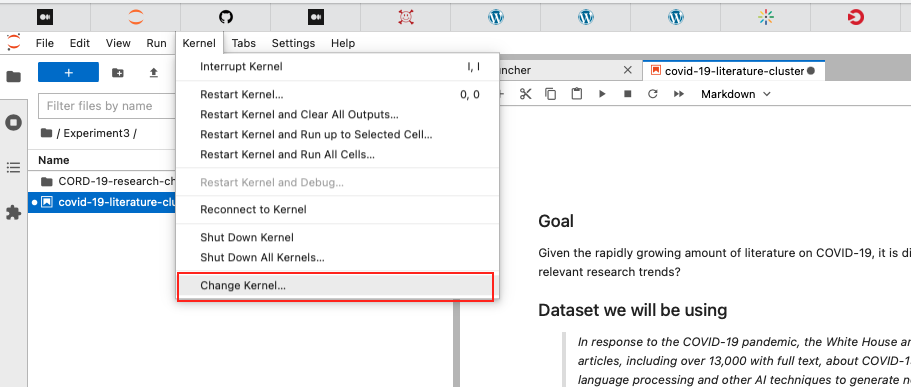 File Edit View Run Kernel Tabs Settings Help
Interrupt Kernel I, I
Restart Kernel... 0, 0
Restart Kernel and Clear All Outputs...
Restart Kernel and Run up to Selected Cell...
Restart Kernel and Run All Cells...
Restart Kernel and Debug...
Reconnect to Kernel
Shut Down Kernel
Shut Down All Kernels...
Change Kernel...
+
Filter files by name
/ Experiment3 /
Name
CORD-19-research-ch
covid-19-literature-clu
ncher
covid-19-literature-cluster
Markdown
Goal
Given the rapidly growing amount of literature on COVID-19, it is di
relevant research trends?
Dataset we will be using
In response to the COVID-19 pandemic, the White House an
articles, including over 13,000 with full text, about COVID-1
language processing and other AI techniques to generate ne